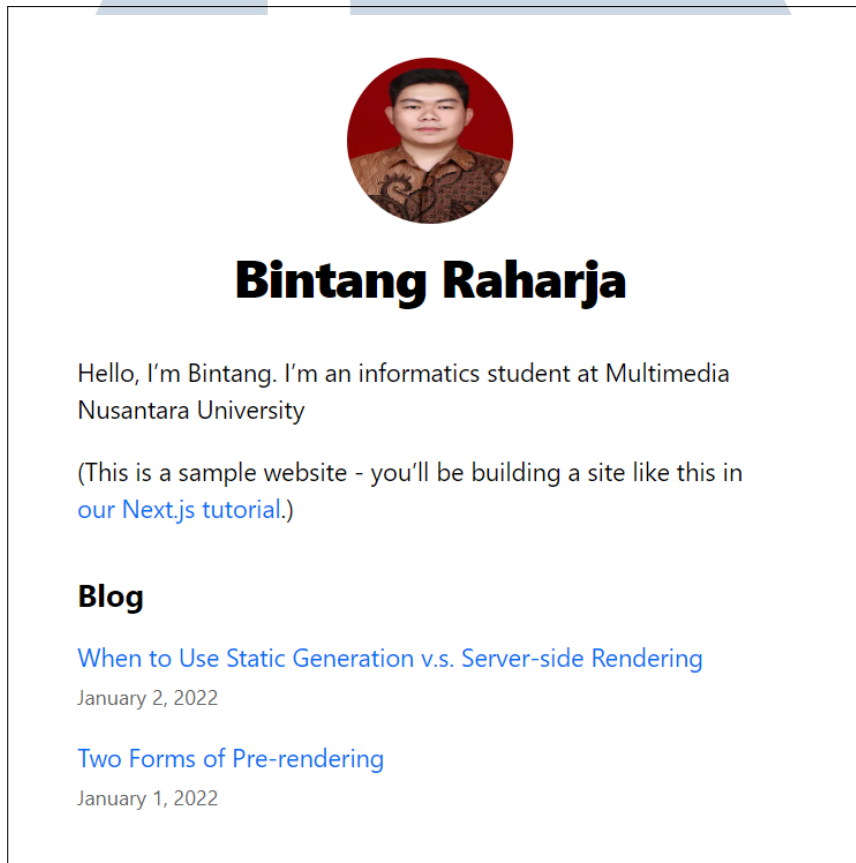 Bintang Raharja
Hello, I'm Bintang. I'm an informatics student at Multimedia
Nusantara University
(This is a sample website - you'll be building a site like this in
our Next.js tutorial.)
Blog
When to Use Static Generation v.s. Server-side Rendering
January 2, 2022
Two Forms of Pre-rendering
January 1, 2022